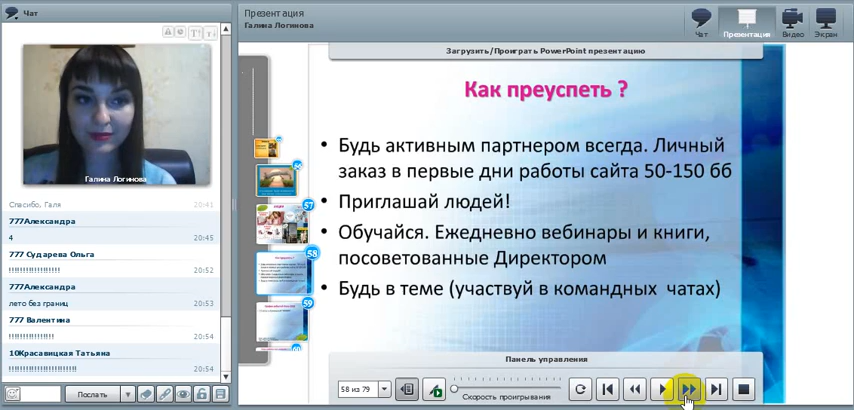 Чат
Галина Логинова
Спасибо, Галя 20:41
777Александра
4 20:45
777 Сударева Ольга
!!!!!!!!!!!!!!!!!! 20:52
777Александра
лето без границ 20:53
777 Валентина
!!!!!!!!!!!!!!!! 20:54
10Красавицкая Татьяна
!!!!!!!!!!!!!!!!!!!!!!! 20:54
Послать
Презентация
Галина Логинова
Чат
Презентация
Видео
Экран
Загрузить/Проиграть PowerPoint презентацию
57
58
59
Как преуспеть ?
• Будь активным партнером всегда. Личный
заказ в первые дни работы сайта 50-150 бб
• Приглашай людей!
• Обучайся. Ежедневно вебинары и книги,
посоветованные Директором
• Будь в теме (участвуй в командных чатах)
Панель управления
58 из 79
Скорость проигрывания